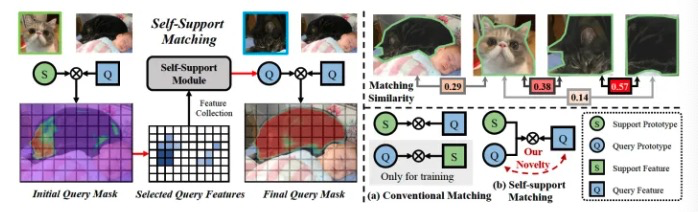 Self-Support
Matching
Self-Support
Module
S
Q
Q
Q
Feature
Collection
Initial Query Mask
Selected Query Features
Final Query Mask
Matching
Similarity
0.29
0.38
0.57
0.14
S
Q
Q
S
Only for training
(a) Conventional Matching
S
Q
Q
Our
Novelty
(b) Self-support
Matching
S
Support Prototype
Q
Query Prototype
S
Support Feature
Q
Query Feature